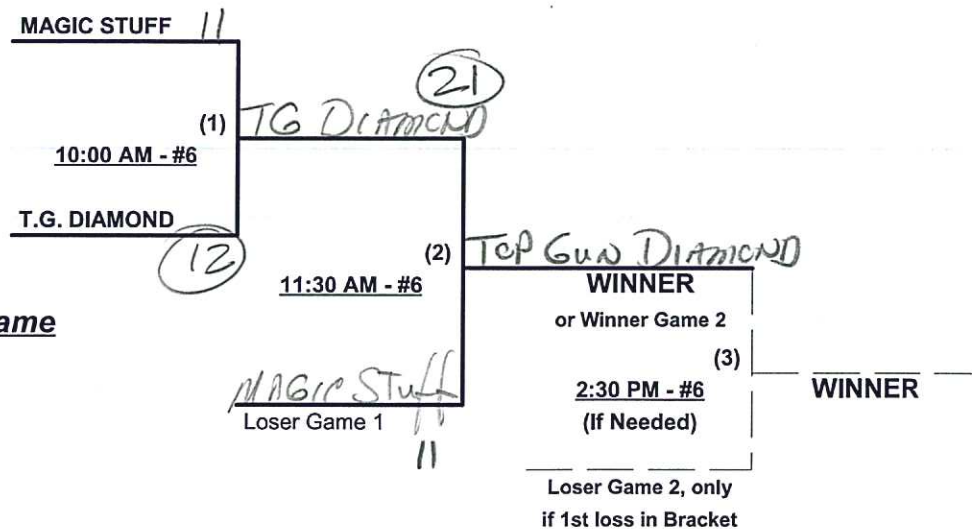 MAGIC STUFF 11
21
(1) TG DIAMOND
10:00 AM - #6
T.G. DIAMOND
12
(2) TOP GUN DIAMOND
11:30 AM - #6
WINNER
or Winner Game 2
ame
(3)
MAGIC STUFF
2:30 PM - #6
WINNER
Loser Game 1
(If Needed)
11
Loser Game 2, only
if 1st loss in Bracket